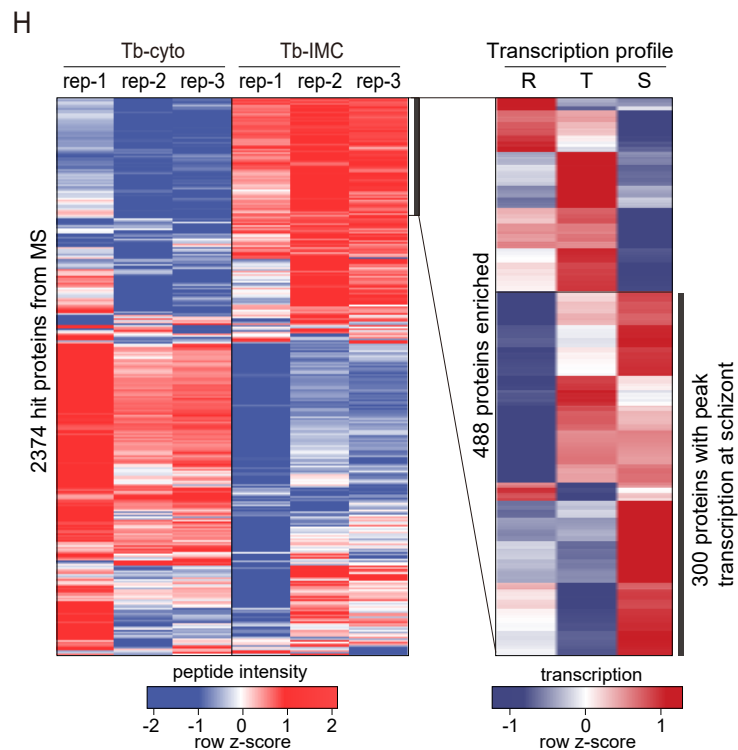 H
Tb-cyto
Tb-IMC
Transcription profile
rep-1 rep-2 rep-3 rep-1 rep-2 rep-3
R T S
2374 hit proteins from MS
488 proteins enriched
300 proteins with peak
transcription at schizont
peptide intensity
-2 -1 0 1 2
row z-score
transcription
-1 0 1
row z-score